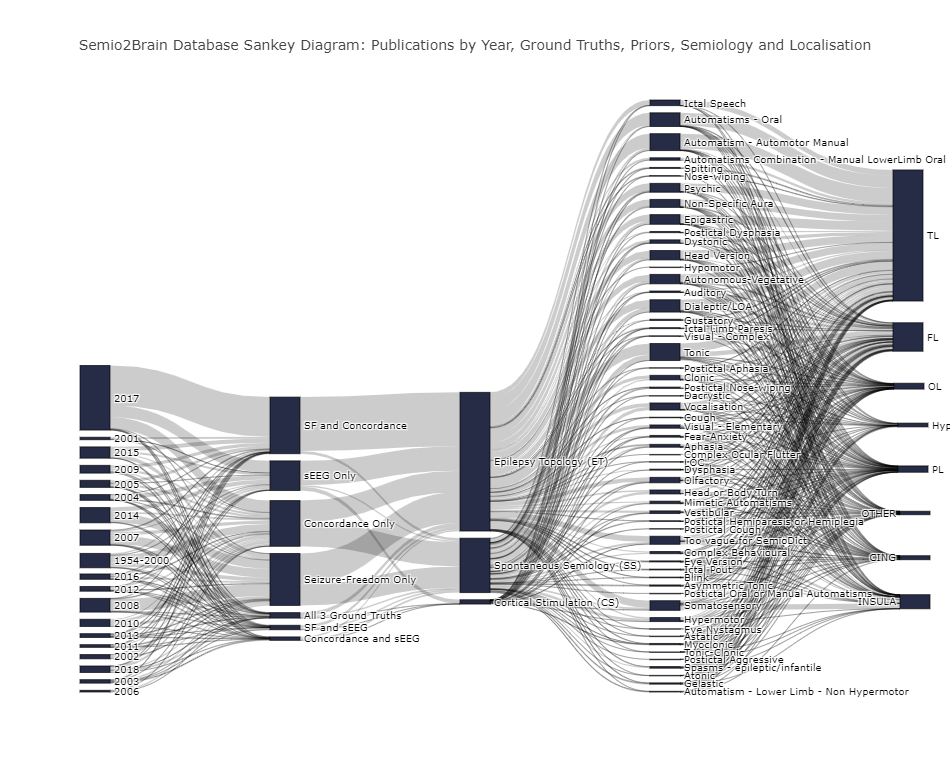 Semio2Brain Database Sankey Diagram: Publications by Year, Ground Truths, Priors, Semiology and Localisation
2017
2001
2015
2009
2005
2004
2014
2007
1954-2000
2016
2012
2008
2010
2013
2011
2002
2018
2003
2006
SF and Concordance
sEEG Only
Concordance Only
Seizure-Freedom Only
All 3 Ground Truths
SF and sEEG
Concordance and sEEG
Epilepsy Topology (ET)
Spontaneous Semiology (SS)
Cortical Stimulation (CS)
Ictal Speech
Automatisms - Oral
Automatism - Automotor Manual
Automatisms Combination - Manual LowerLimb Oral
Spitting
Nose-wiping
Psychic
Non-Specific Aura
Epigastric
Postictal Dysphasia
Dystonic
Head Version
Hypomotor
Autonomous-Vegetative
Auditory
Dialeptic/LOA
Gustatory
Ictal Limb Paresis
Visual - Complex
Tonic
Postictal Aphasia
Clonic
Postictal Nose-wiping
Dacrystic
Vocalisation
Cough
Visual - Elementary
Fear-Anxiety
Aphasia
Complex Ocular Flutter
LOC
Dysphasia
Olfactory
Head or Body Turn
Mimetic Automatisms
Vestibular
Postictal Hemiparesis or Hemiplegia
Postictal Cough
Too vague for SemioDict
Complex Behavioural
Eye Version
Ictal Pout
Blink
Asymmetric Tonic
Postictal Oral or Manual Automatisms
Somatosensory
Hypermotor
Eye Nystagmus
Astatic
Myoclonic
Tonic-Clonic
Postictal Aggressive
Spasms - epileptic/infantile
Atonic
Gelastic
Automatism - Lower Limb - Non Hypermotor
TL
FL
OL
Hyp
PL
OTHER
CING
INSULA